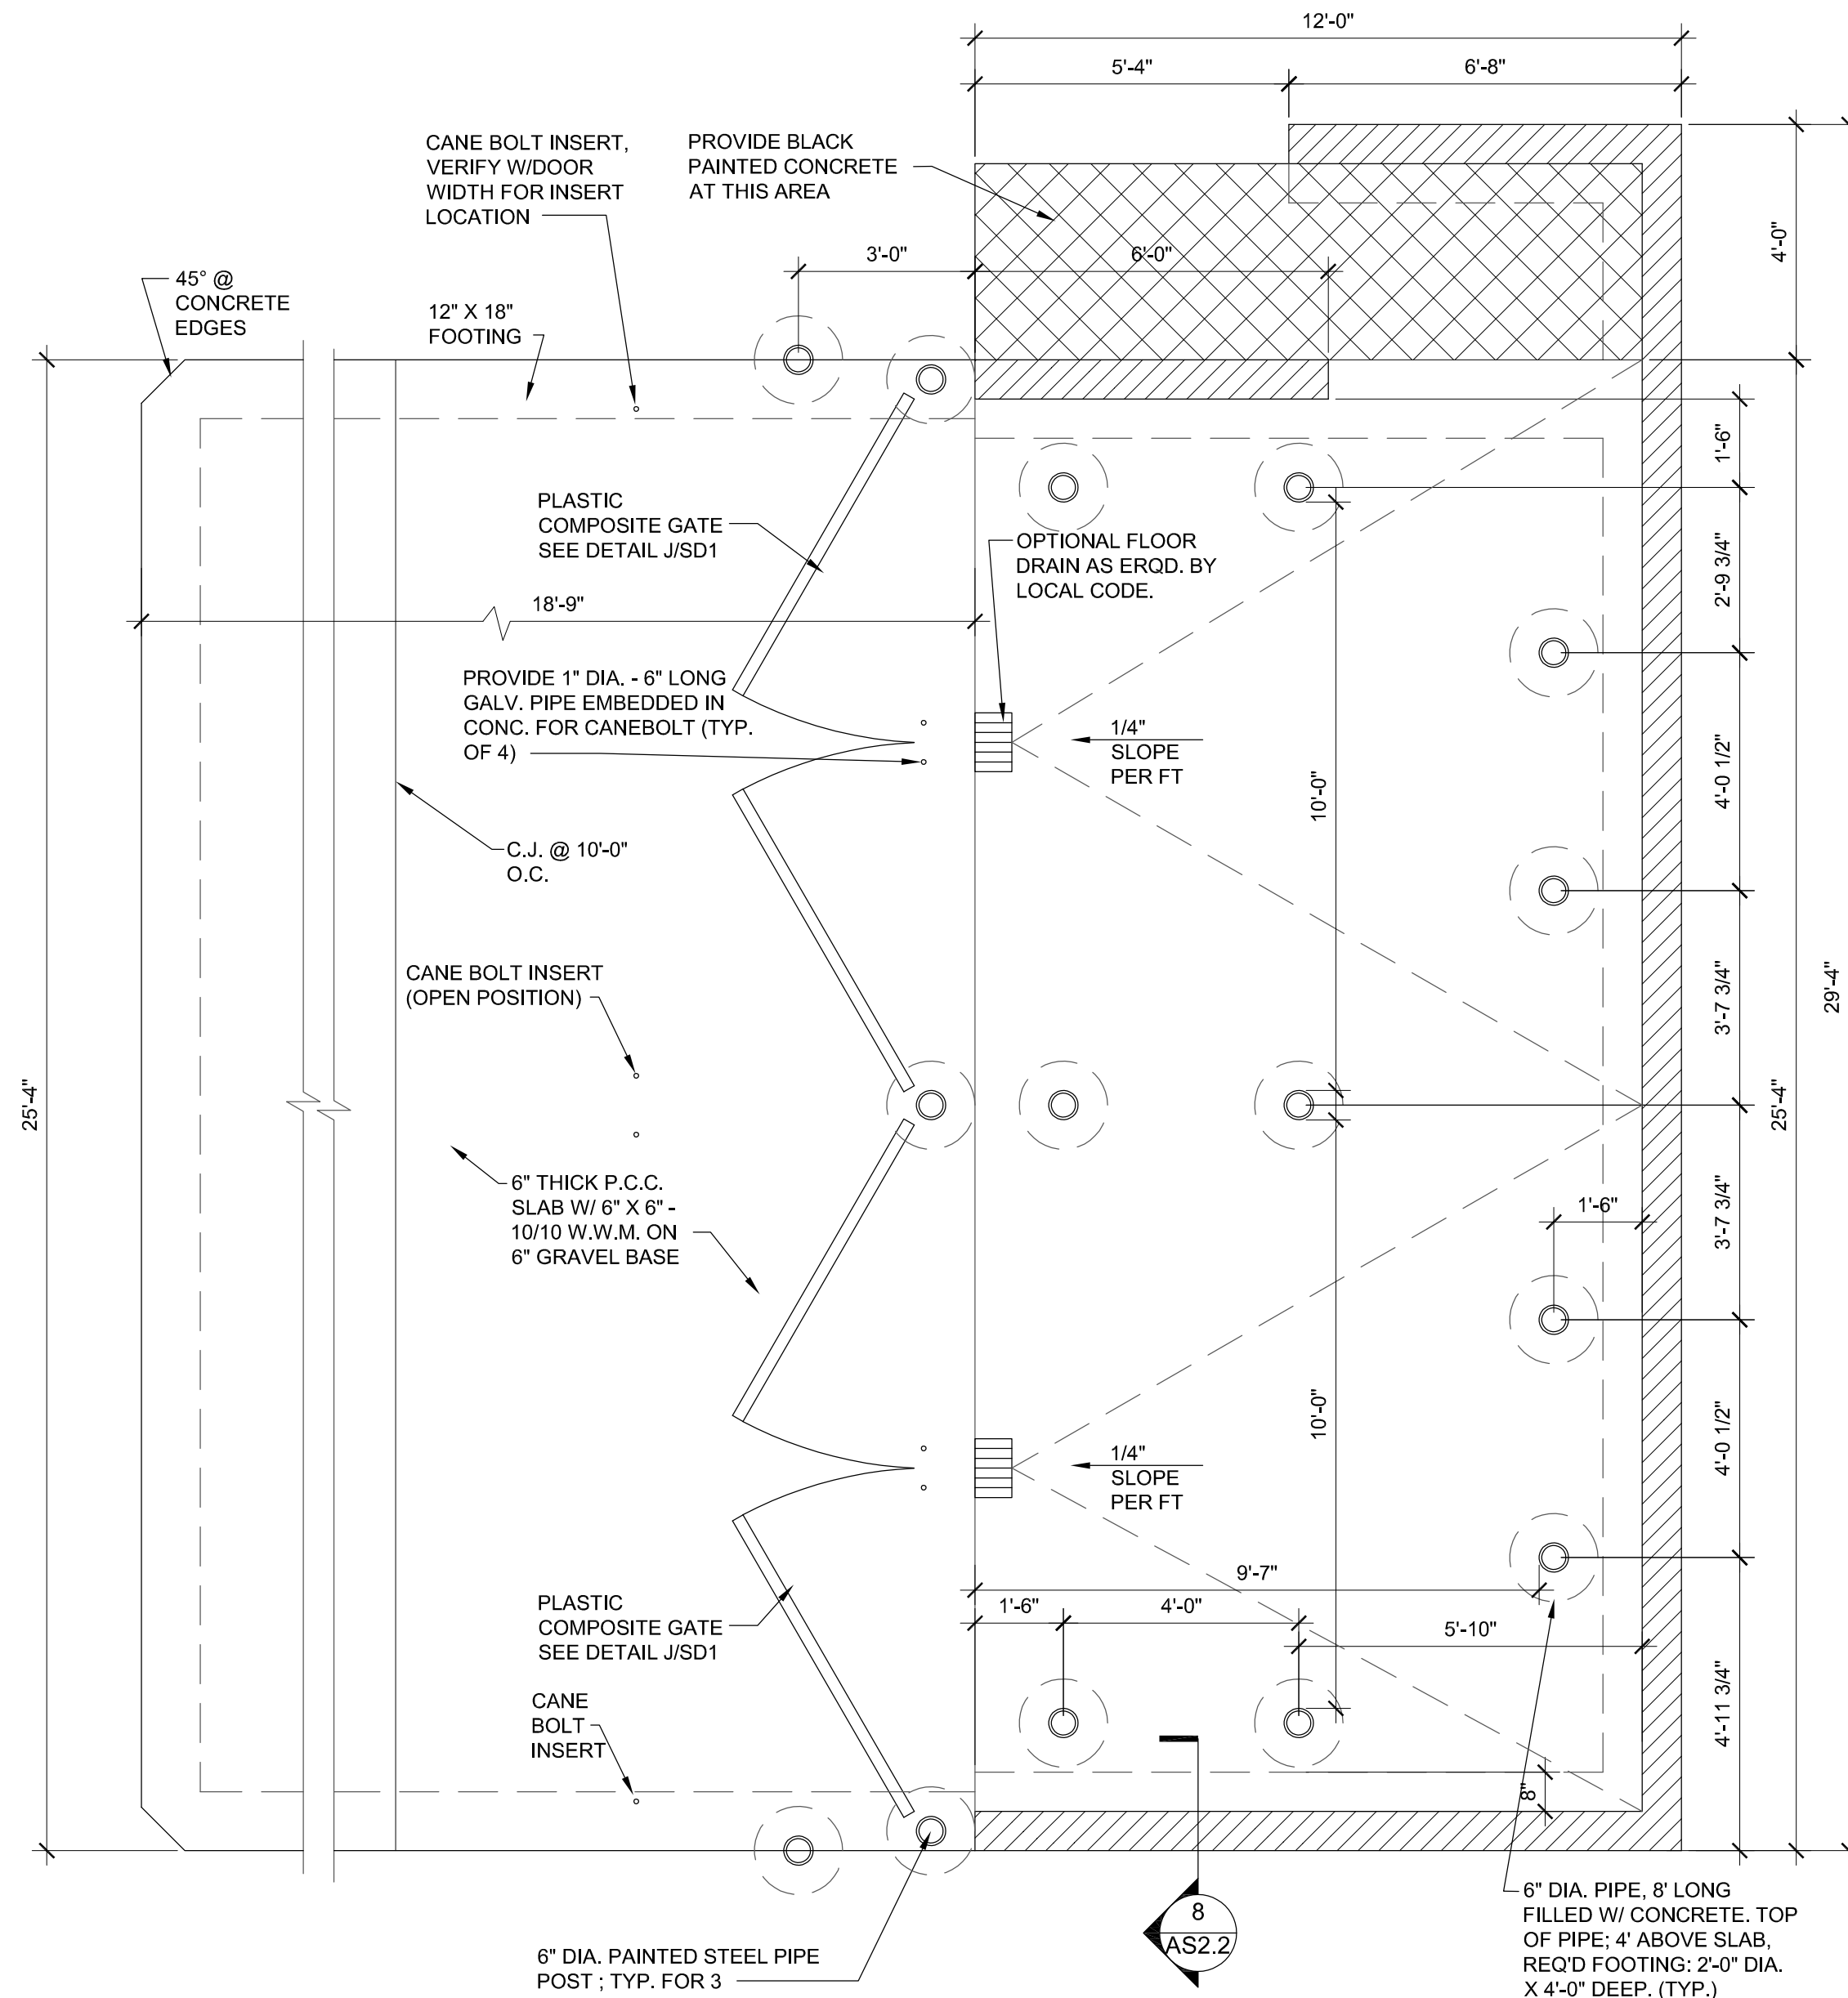 12'-0"
5'-4"
6'-8"
CANE BOLT INSERT,
VERIFY W/DOOR
WIDTH FOR INSERT
LOCATION
PROVIDE BLACK
PAINTED CONCRETE
AT THIS AREA
3'-0"
6'-0"
4'-0"
45° @
CONCRETE
EDGES
12" X 18"
FOOTING
1'-6"
PLASTIC
COMPOSITE GATE
SEE DETAIL J/SD1
OPTIONAL FLOOR
DRAIN AS ERQD. BY
LOCAL CODE.
2'-9 3/4"
18'-9"
PROVIDE 1" DIA. - 6" LONG
GALV. PIPE EMBEDDED IN
CONC. FOR CANEBOLT (TYP.
OF 4)
1/4"
SLOPE
PER FT
10'-0"
4'-0 1/2"
C.J. @ 10'-0"
O.C.
CANE BOLT INSERT
(OPEN POSITION)
3'-7 3/4"
29'-4"
25'-4"
25'-4"
6" THICK P.C.C.
SLAB W/ 6" X 6" -
10/10 W.W.M. ON
6" GRAVEL BASE
1'-6"
3'-7 3/4"
10'-0"
4'-0 1/2"
1/4"
SLOPE
PER FT
9'-7"
1'-6"
4'-0"
5'-10"
PLASTIC
COMPOSITE GATE
SEE DETAIL J/SD1
4'-11 3/4"
CANE
BOLT
INSERT
8"
8
AS2.2
6" DIA. PAINTED STEEL PIPE
POST ; TYP. FOR 3
6" DIA. PIPE, 8' LONG
FILLED W/ CONCRETE. TOP
OF PIPE; 4' ABOVE SLAB,
REQ'D FOOTING: 2'-0" DIA.
X 4'-0" DEEP. (TYP.)